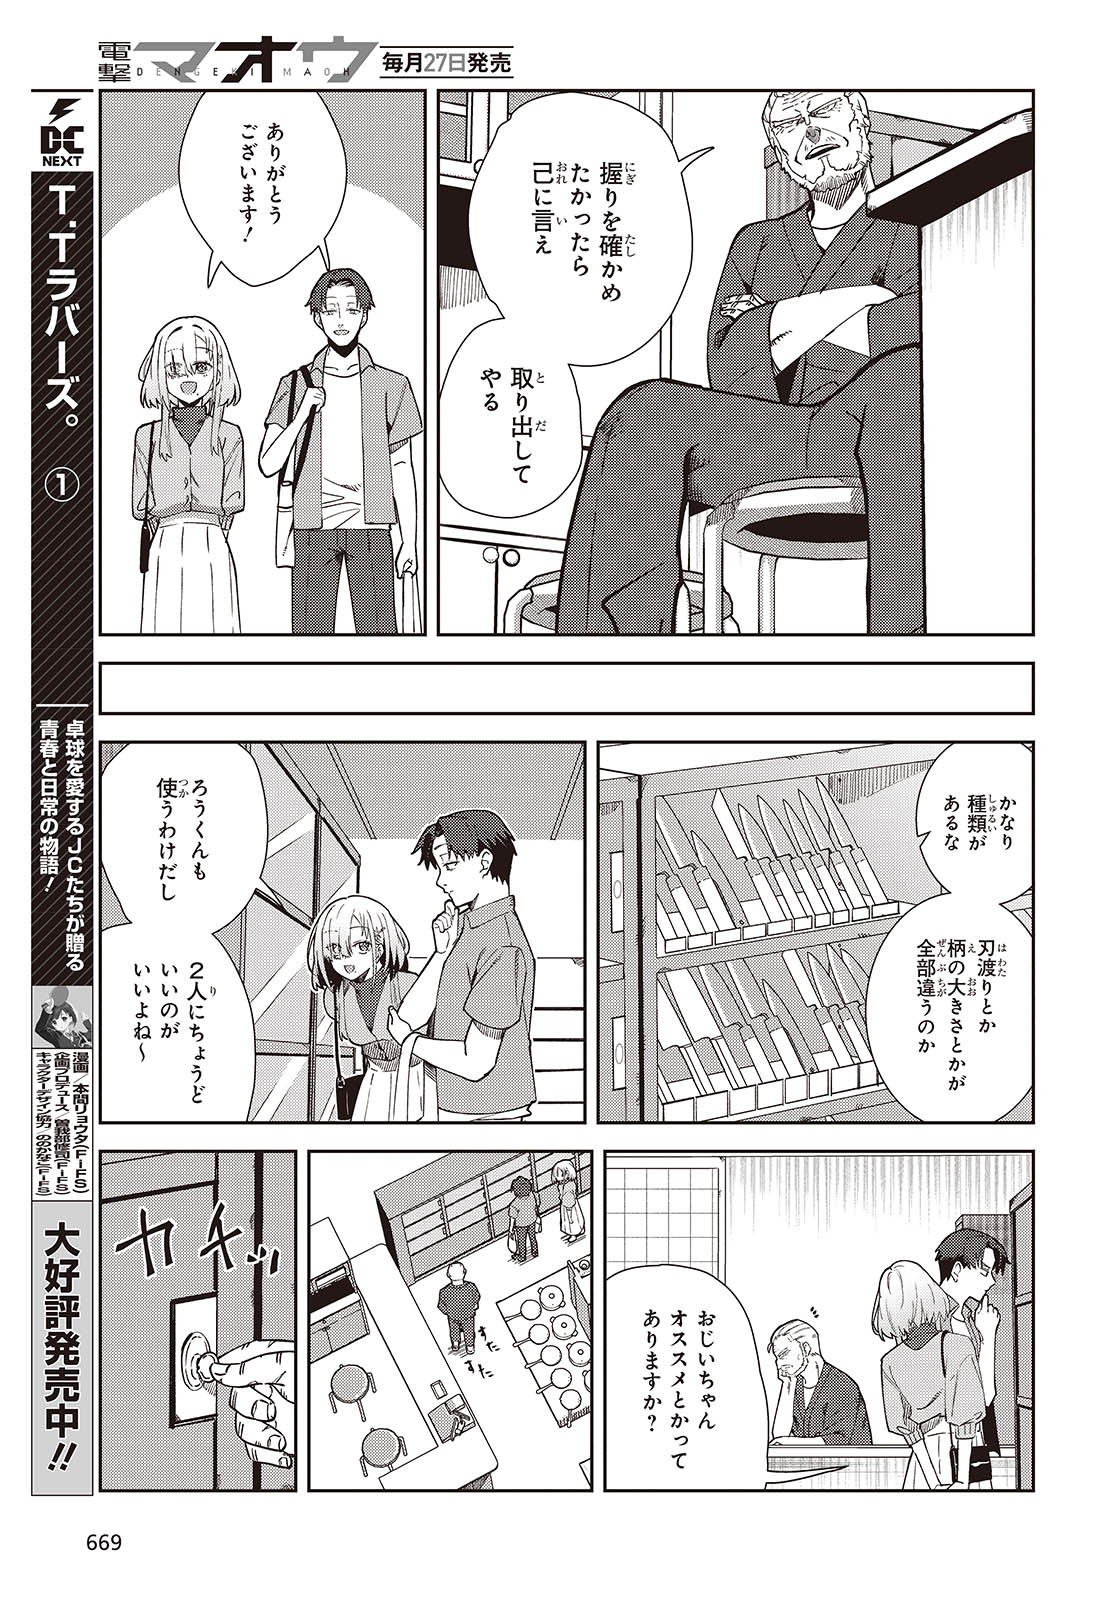 電撃マオウ
DENGEKI MAOH
毎月27日発売
握りを確かめ
たかったら
己に言え
取り出して
やる
ありがとう
ございます!
かなり
種類が
あるな
刃渡りとか
柄の大きさとかが
全部違うのか
ろうくんも
使うわけだし
2人にちょうど
いいのが
いいよね〜
おじいちゃん
オススメとかって
ありますか?
すた
すた
カチッ
DC
NEXT
T.Tラバーズ。①
卓球を愛するJCたちが贈る
青春と日常の物語!
漫画/本間リョウタ(F-IFS)
企画プロデュース/曽我部修司(F-IFS)
キャラクターデザイン協力/ののかなこ(F-IFS)
大好評発売中!!
669